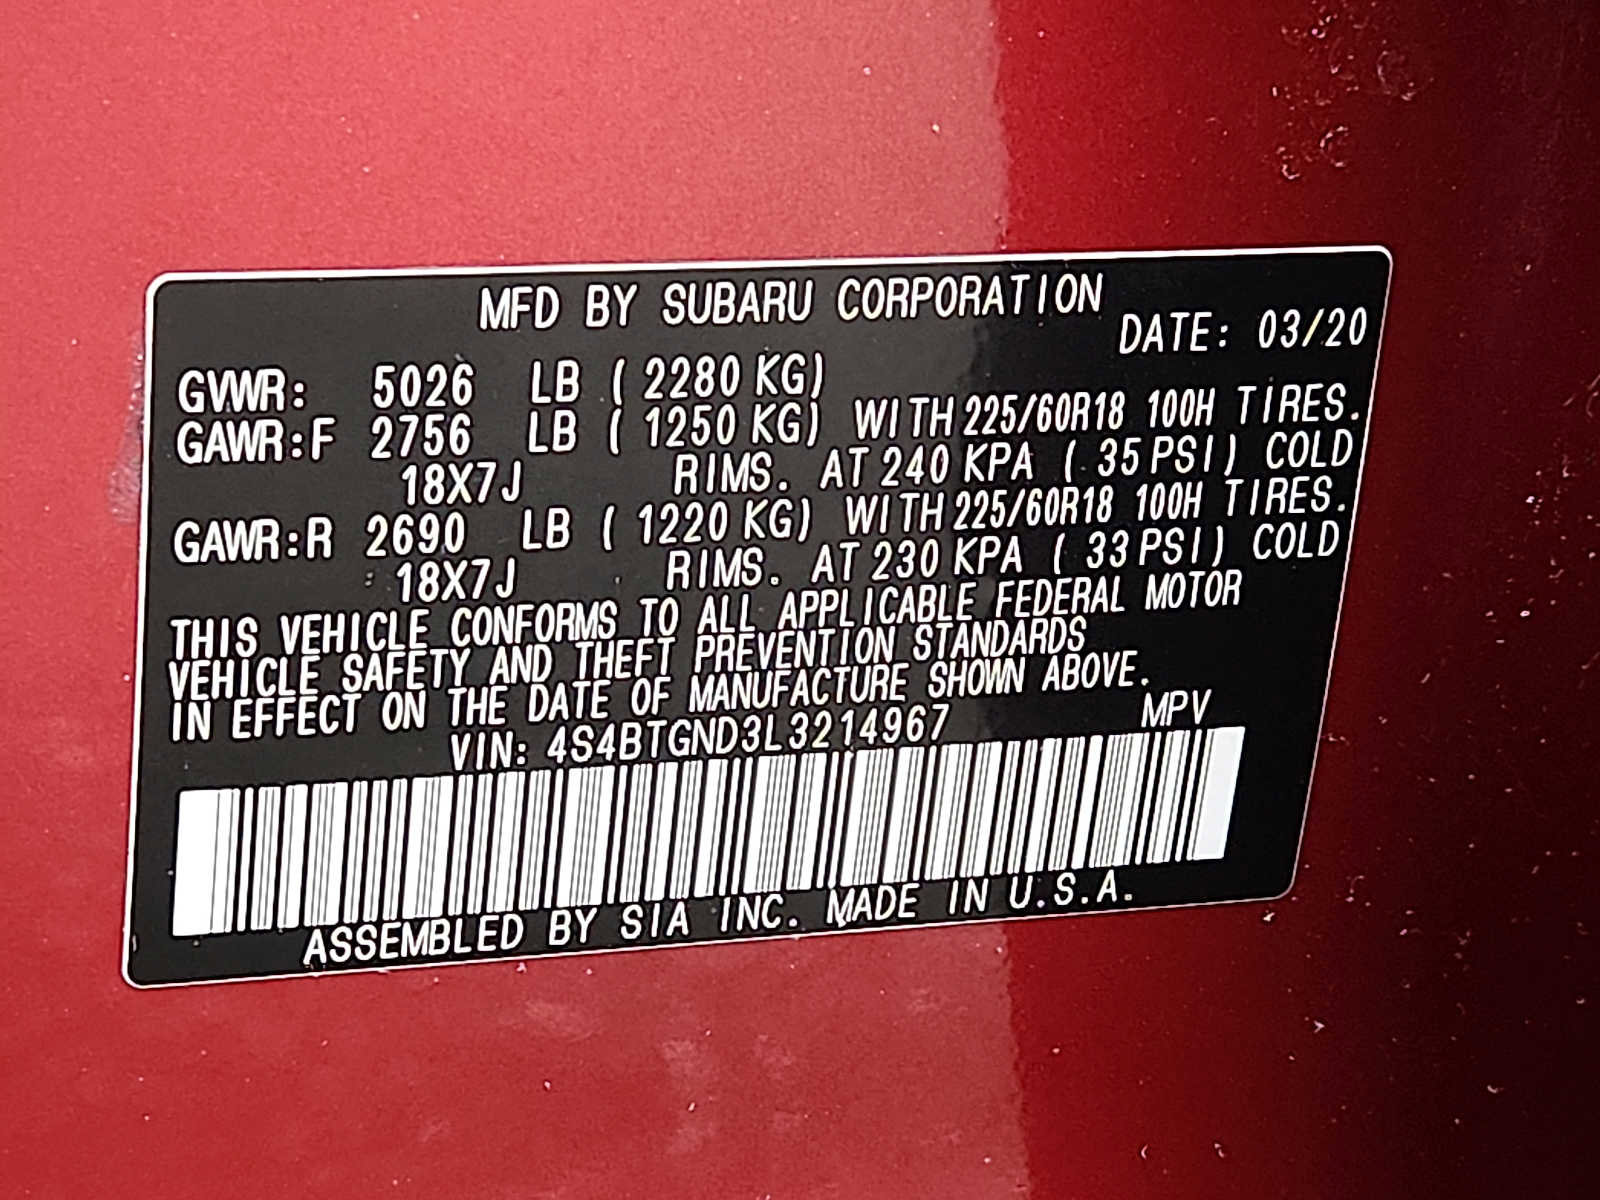 MFD BY SUBARU CORPORATION
DATE: 03/20
GVWR: 5026 LB ( 2280 KG)
GAWR:F 2756 LB ( 1250 KG) WITH 225/60R18 100H TIRES.
18X7J RIMS. AT 240 KPA ( 35 PSI) COLD
GAWR:R 2690 LB ( 1220 KG) WITH 225/60R18 100H TIRES.
18X7J RIMS. AT 230 KPA ( 33 PSI) COLD
THIS VEHICLE CONFORMS TO ALL APPLICABLE FEDERAL MOTOR
VEHICLE SAFETY AND THEFT PREVENTION STANDARDS
IN EFFECT ON THE DATE OF MANUFACTURE SHOWN ABOVE.
VIN: 4S4BTGND3L3214967 MPV
ASSEMBLED BY SIA INC. MADE IN U.S.A.